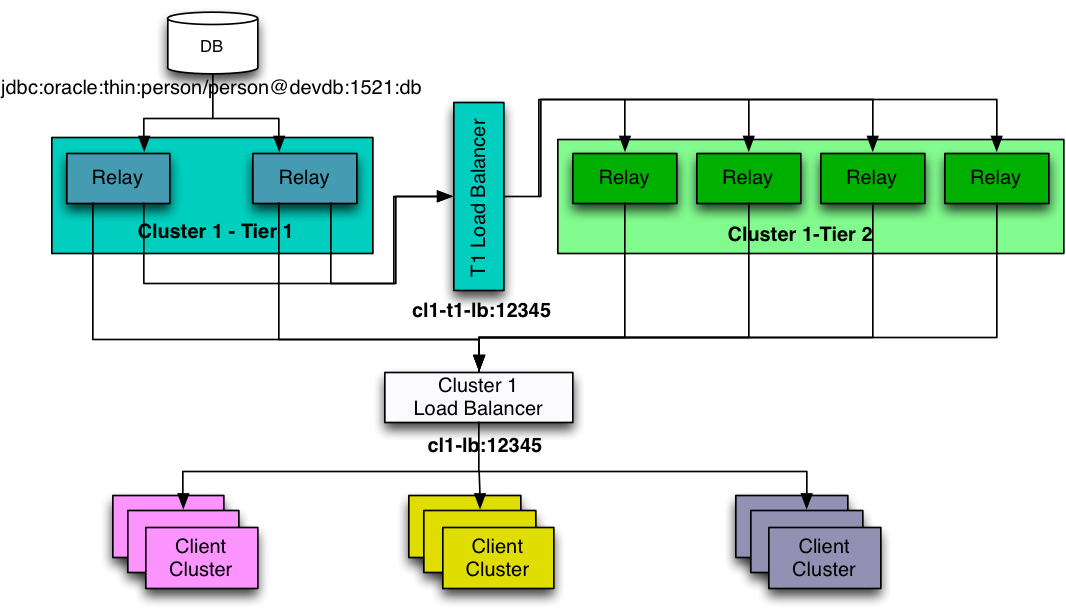 DB
jdbc:oracle:thin:person/person@devdb:1521:db
Relay
Relay
Cluster 1 - Tier 1
T1 Load Balancer
cl1-t1-lb:12345
Relay
Relay
Relay
Relay
Cluster 1-Tier 2
Cluster 1
Load Balancer
cl1-lb:12345
Client
Cluster
Client
Cluster
Client
Cluster